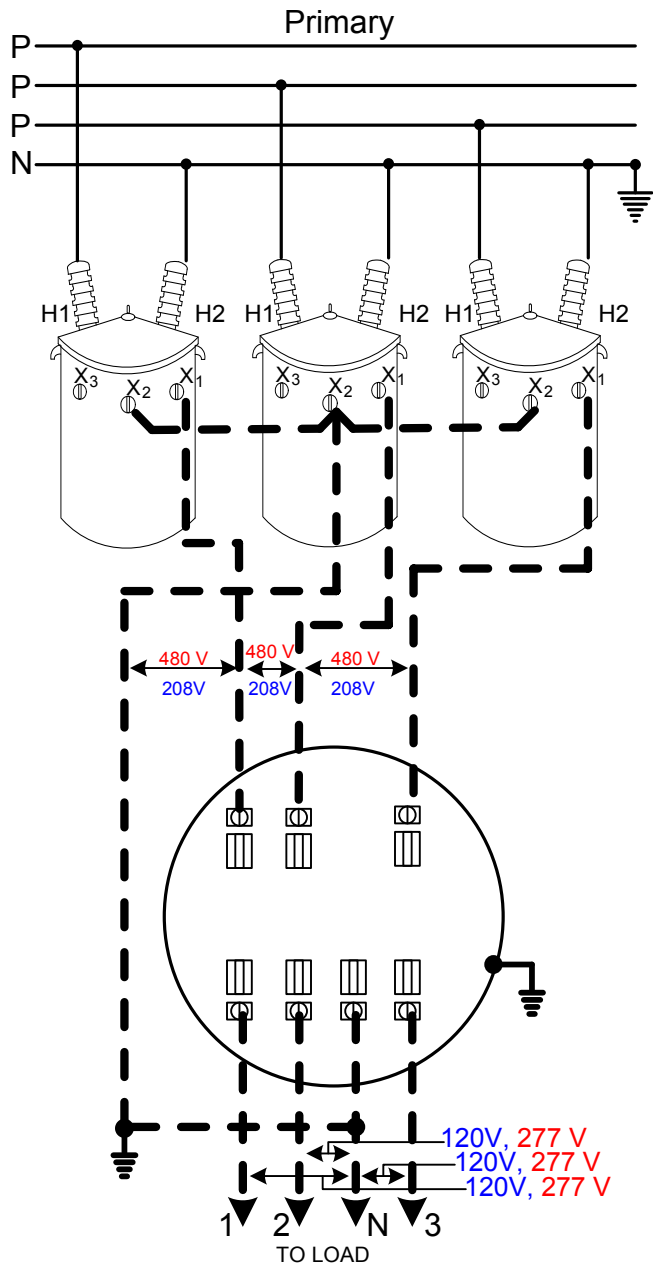 Primary
P
P
P
N
H1 H2 H1 H2 H1 H2
X3 X2 X1 X3 X2 X1 X3 X2 X1
480 V 480 V 480 V
208V 208V 208V
120V, 277 V
120V, 277 V
120V, 277 V
1 2 N 3
TO LOAD